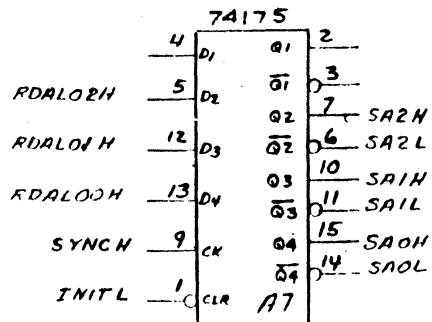 74175
4 D1 Q1 2
Q1 3
RDAL02H 5 D2 Q2 7 SA2H
Q2 6 SA2L
RDAL01H 12 D3 Q3 10 SA1H
Q3 11 SA1L
RDAL00H 13 D4 Q4 15 SA0H
SYNCH 9 CK Q4 14 SA0L
INITL 1 CLR A7